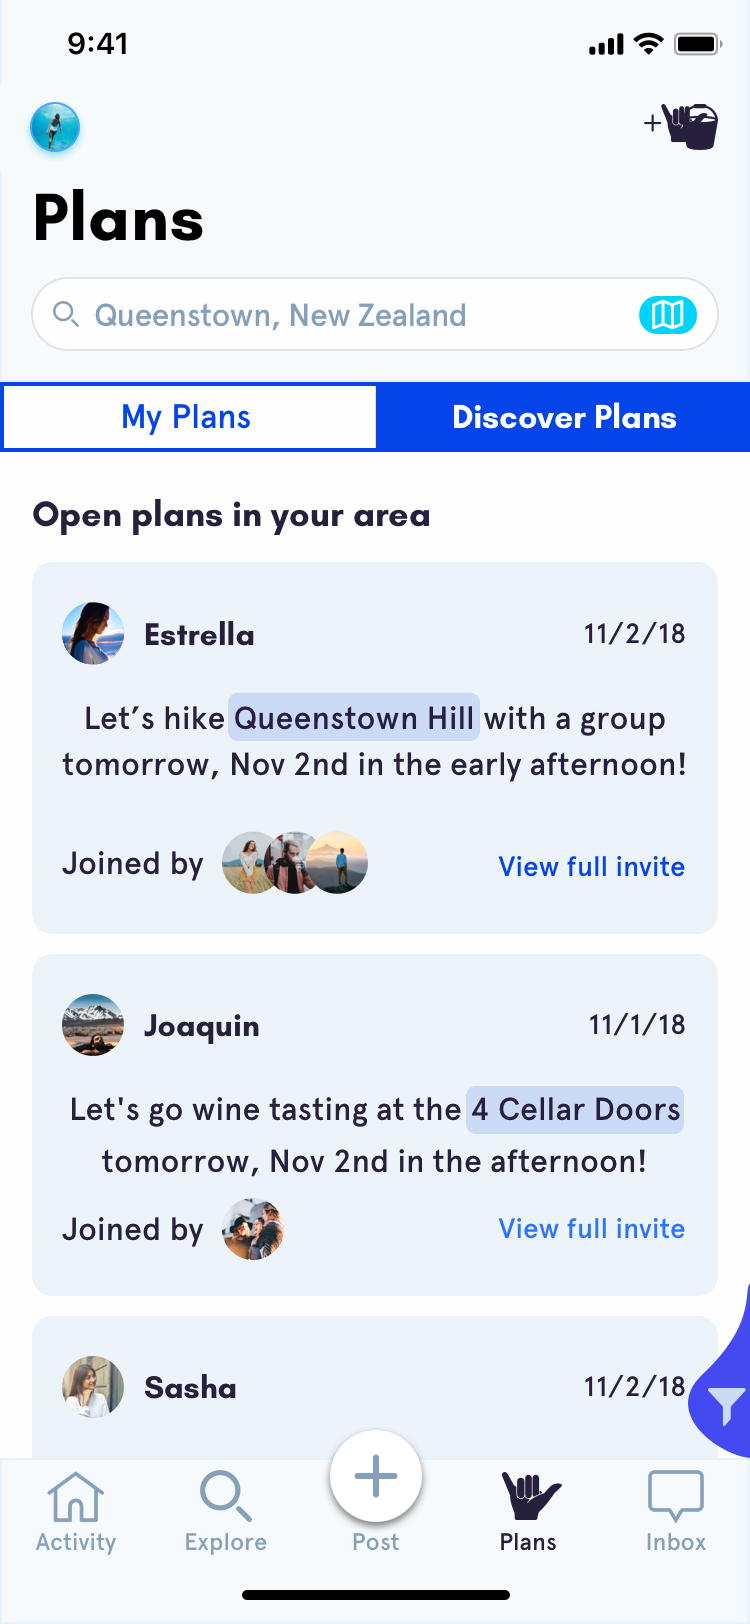 9:41
+
Plans
Queenstown, New Zealand
My Plans
Discover Plans
Open plans in your area
Estrella
11/2/18
Let’s hike Queenstown Hill with a group
tomorrow, Nov 2nd in the early afternoon!
Joined by
View full invite
Joaquin
11/1/18
Let's go wine tasting at the 4 Cellar Doors
tomorrow, Nov 2nd in the afternoon!
Joined by
View full invite
Sasha
11/2/18
Activity
Explore
Post
Plans
Inbox